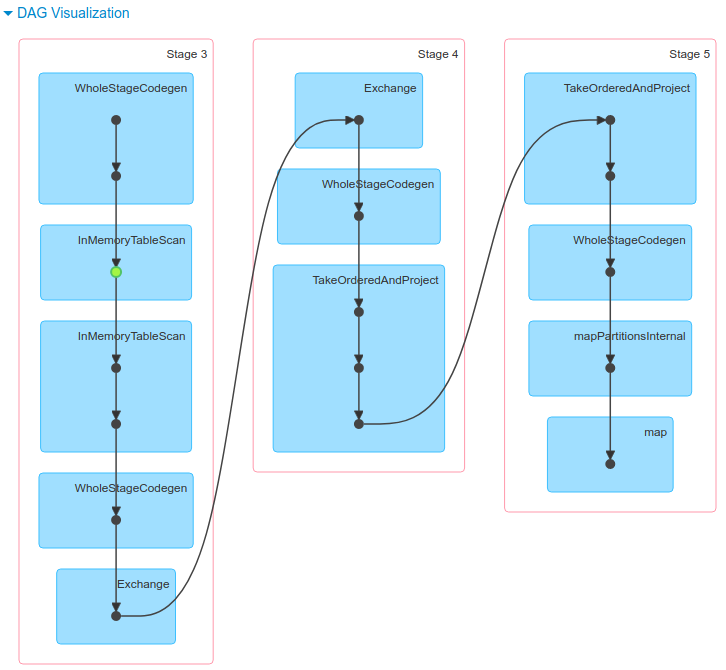 DAG Visualization
Stage 3
WholeStageCodegen
InMemoryTableScan
InMemoryTableScan
WholeStageCodegen
Exchange
Stage 4
Exchange
WholeStageCodegen
TakeOrderedAndProject
Stage 5
TakeOrderedAndProject
WholeStageCodegen
mapPartitionsInternal
map